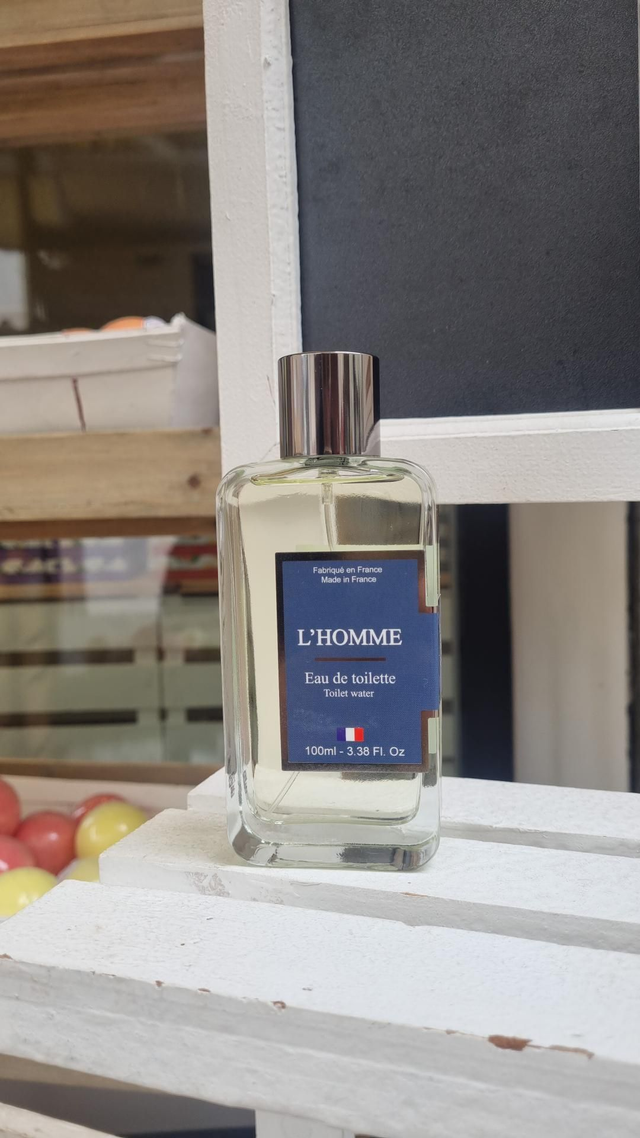 Fabriqué en France
Made in France
L'HOMME
Eau de toilette
Toilet water
100ml - 3.38 Fl. Oz